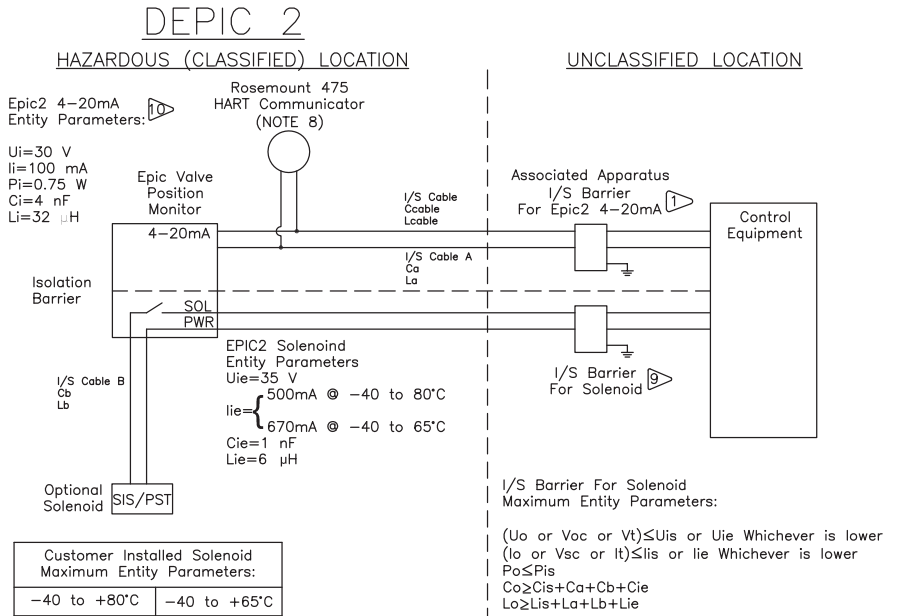 DEPIC 2
HAZARDOUS (CLASSIFIED) LOCATION
UNCLASSIFIED LOCATION
Epic2 4-20mA
Entity Parameters:
10
Ui=30 V
Ii=100 mA
Pi=0.75 W
Ci=4 nF
Li=32 µH
Rosemount 475
HART Communicator
(NOTE 8)
Epic Valve
Position
Monitor
4-20mA
I/S Cable
Ccable
Lcable
I/S Cable A
Ca
La
Associated Apparatus
I/S Barrier
For Epic2 4-20mA
1
Control
Equipment
Isolation
Barrier
SOL
PWR
I/S Cable B
Cb
Lb
EPIC2 Solenoind
Entity Parameters
Uie=35 V
Iie={
500mA @ -40 to 80°C
670mA @ -40 to 65°C
Cie=1 nF
Lie=6 µH
I/S Barrier
For Solenoid
9
Optional
Solenoid
SIS/PST
I/S Barrier For Solenoid
Maximum Entity Parameters:
(Uo or Voc or Vt)≤Uis or Uie Whichever is lower
(Io or Vsc or It)≤Iis or Iie Whichever is lower
Po≤Pis
Co≥Cis+Ca+Cb+Cie
Lo≥Lis+La+Lb+Lie
Customer Installed Solenoid
Maximum Entity Parameters:
-40 to +80°C
-40 to +65°C